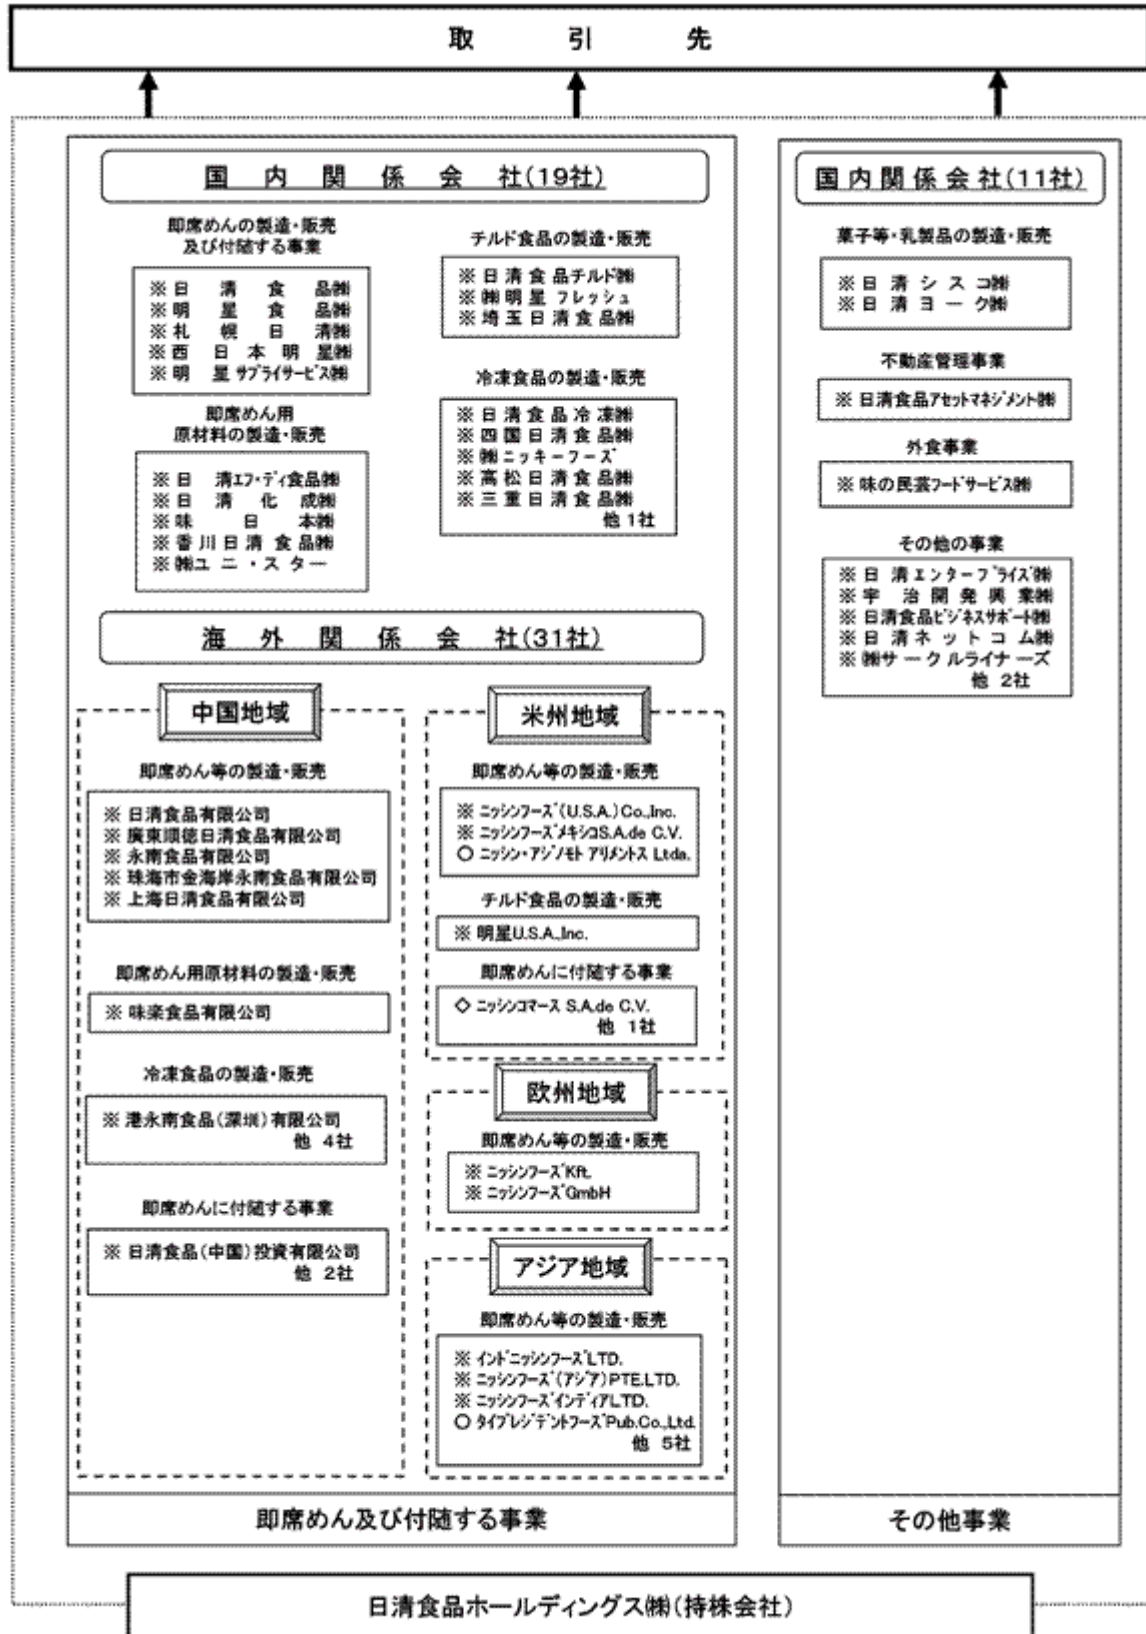 取引先
国内関係会社(19社)
即席めんの製造・販売
及び付随する事業
※日清食品㈱
※明星食品㈱
※札幌日清㈱
※西日本明星㈱
※明星サプライサービス㈱
即席めん用
原材料の製造・販売
※日清エフ・ディ食品㈱
※日清化成㈱
※味日本㈱
※香川日清食品㈱
※㈱ユニ・スター
チルド食品の製造・販売
※日清食品チルド㈱
※㈱明星フレッシュ
※埼玉日清食品㈱
冷凍食品の製造・販売
※日清食品冷凍㈱
※四国日清食品㈱
※㈱ニッキーフーズ
※高松日清食品㈱
※三重日清食品㈱
他1社
海外関係会社(31社)
中国地域
即席めん等の製造・販売
※ 日清食品有限公司
※ 廣東順徳日清食品有限公司
※ 永南食品有限公司
※ 珠海市金海岸永南食品有限公司
※ 上海日清食品有限公司
即席めん用原材料の製造・販売
※ 味楽食品有限公司
冷凍食品の製造・販売
※ 港永南食品(深圳)有限公司
他 4社
即席めんに付随する事業
※ 日清食品(中国)投資有限公司
他 2社
米州地域
即席めん等の製造・販売
※ ニッシンフーズ(U.S.A.)Co.,Inc.
※ ニッシンフーズメキシコS.A.de C.V.
○ ニッシン・アジノモト アリメントス Ltda.
チルド食品の製造・販売
※ 明星U.S.A.,Inc.
即席めんに付随する事業
◇ ニッシンコマース S.A.de C.V.
他 1社
欧州地域
即席めん等の製造・販売
※ ニッシンフーズKft.
※ ニッシンフーズGmbH
アジア地域
即席めん等の製造・販売
※ インドニッシンフーズLTD.
※ ニッシンフーズ(アジア)PTE.LTD.
※ ニッシンフーズインディアLTD.
○ タイプレジデントフーズPub.Co.,Ltd.
他 5社
即席めん及び付随する事業
国内関係会社(11社)
菓子等・乳製品の製造・販売
※日清シスコ㈱
※日清ヨーク㈱
不動産管理事業
※ 日清食品アセットマネジメント㈱
外食事業
※ 味の民芸フードサービス㈱
その他の事業
※ 日清エンタープライズ㈱
※ 宇治開発興業㈱
※ 日清食品ビジネスサポート㈱
※ 日清ネットコム㈱
※ ㈱サークルライナーズ
他 2社
その他事業
日清食品ホールディングス㈱(持株会社)